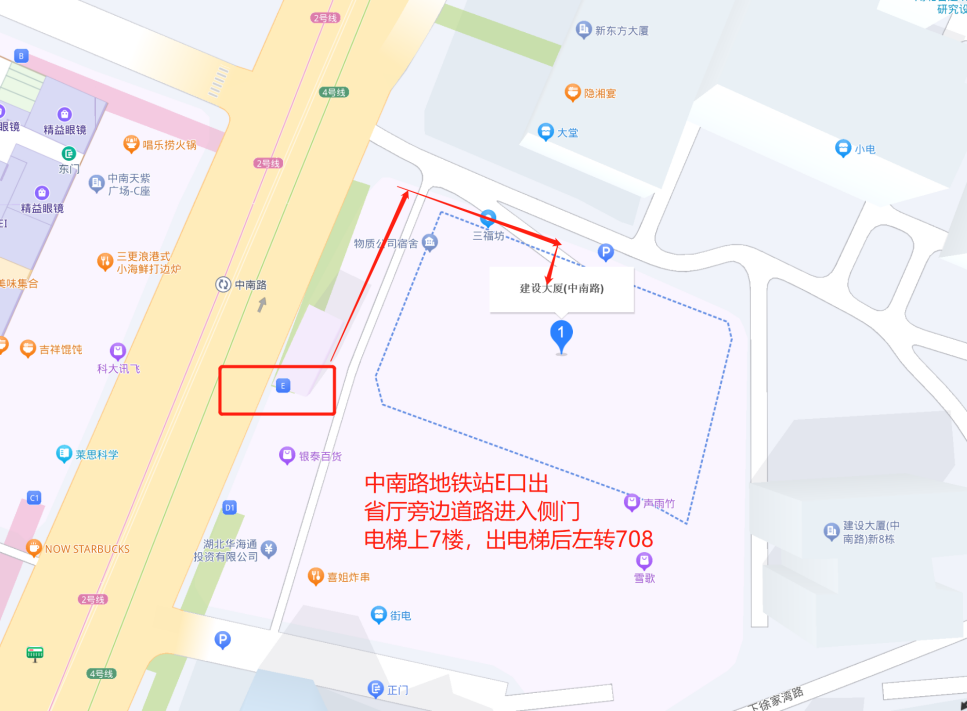 2号线
研究设
新东方大厦
B
4号线
隐湘宴
精益眼镜
大堂
唱乐捞火锅
小电
东门
2号线
中南天紫
广场-C座
精益眼镜
三福坊
物质公司宿舍
P
三更浪港式
小海鲜打边炉
美味集合
中南路
建设大厦(中南路)
1
吉祥馄饨
科大讯飞
E
莱思科学
银泰百货
中南路地铁站E口出
省厅旁边道路进入侧门
电梯上7楼，出电梯后左转708
C1
D1
声雨竹
建设大厦(中
南路)新8栋
NOW STARBUCKS
湖北华海通
投资有限公司
雪歌
喜姐炸串
2号线
街电
P
4号线
正门
下徐家湾路